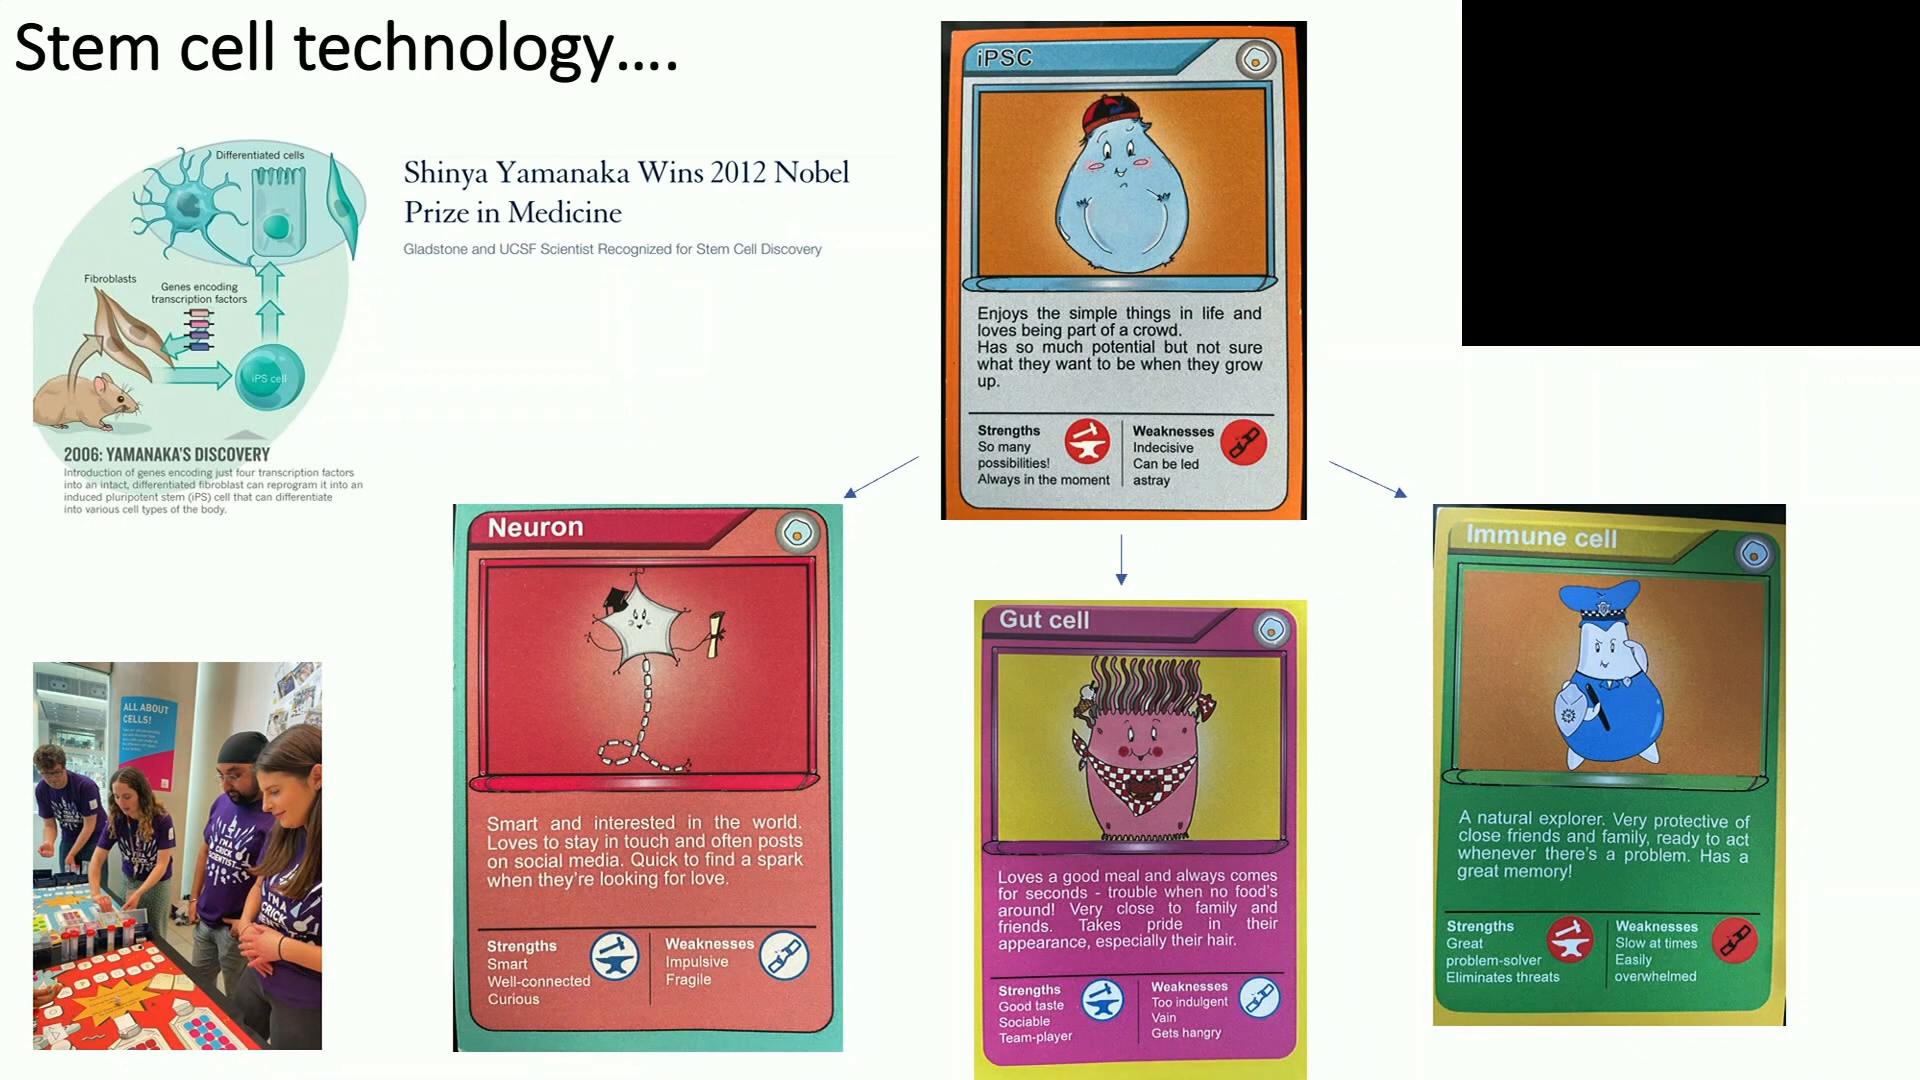 Stem cell technology....
Differentiated cells
Fibroblasts
Genes encoding
transcription factors
iPS cell
2006: YAMANAKA'S DISCOVERY
Introduction of genes encoding just four transcription factors
into an intact, differentiated fibroblast can reprogram it into an
induced pluripotent stem (iPS) cell that can differentiate
into various cell types of the body.
Shinya Yamanaka Wins 2012 Nobel
Prize in Medicine
Gladstone and UCSF Scientist Recognized for Stem Cell Discovery
iPSC
Enjoys the simple things in life and
loves being part of a crowd.
Has so much potential but not sure
what they want to be when they grow
up.
Strengths
So many
possibilities!
Always in the moment
Weaknesses
Indecisive
Can be led
astray
Neuron
Smart and interested in the world.
Loves to stay in touch and often posts
on social media. Quick to find a spark
when they're looking for love.
Strengths
Smart
Well-connected
Curious
Weaknesses
Impulsive
Fragile
Gut cell
Loves a good meal and always comes
for seconds - trouble when no food's
around! Very close to family and
friends. Takes pride in their
appearance, especially their hair.
Strengths
Good taste
Sociable
Team-player
Weaknesses
Too indulgent
Vain
Gets hangry
Immune cell
A natural explorer. Very protective of
close friends and family, ready to act
whenever there's a problem. Has a
great memory!
Strengths
Great
problem-solver
Eliminates threats
Weaknesses
Slow at times
Easily
overwhelmed
ALL ABOUT
CELLS!
I'M A
CRICK
SCIENTIST
I'M A
CRICK